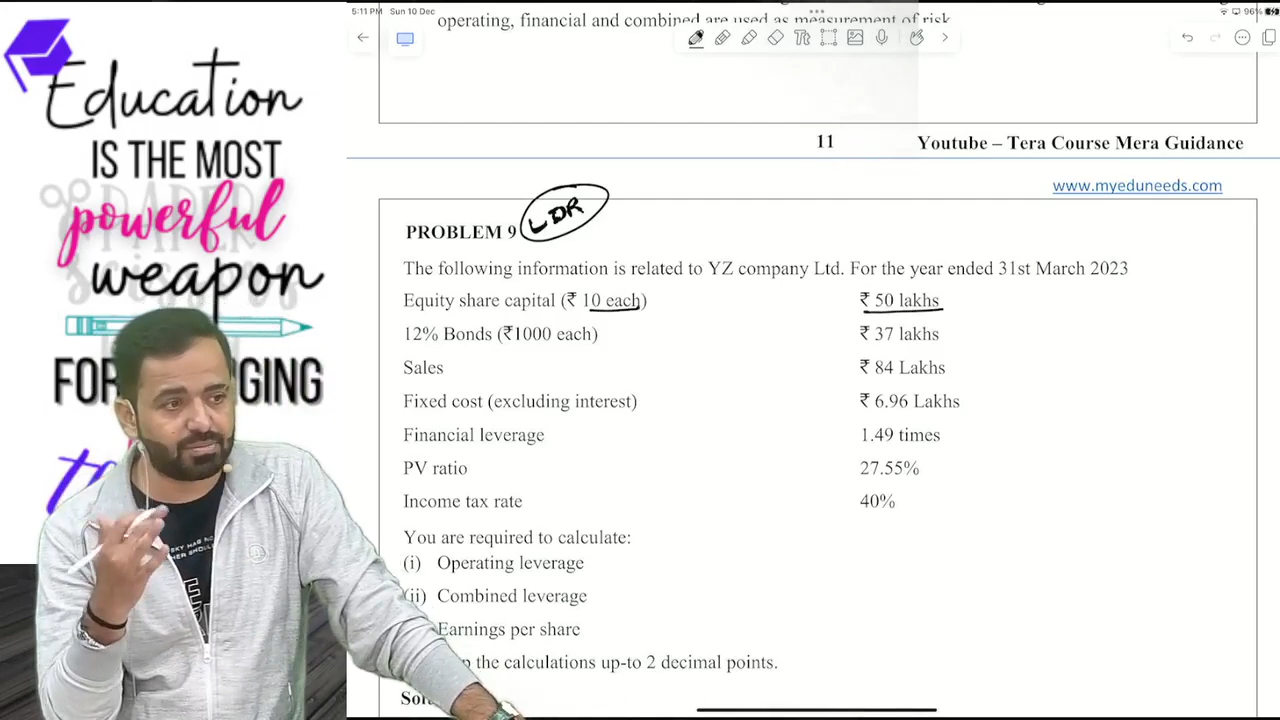 5:11 PM Sun 10 Dec
96%
operating, financial and combined are used as measurement of risk
Education
IS THE MOST
powerful
weapon
FOR
11 Youtube – Tera Course Mera Guidance
www.myeduneeds.com
PROBLEM 9 LDR
The following information is related to YZ company Ltd. For the year ended 31st March 2023
Equity share capital (₹ 10 each) ₹ 50 lakhs
12% Bonds (₹1000 each) ₹ 37 lakhs
Sales ₹ 84 Lakhs
Fixed cost (excluding interest) ₹ 6.96 Lakhs
Financial leverage 1.49 times
PV ratio 27.55%
Income tax rate 40%
You are required to calculate:
(i) Operating leverage
(ii) Combined leverage
Earnings per share
the calculations up-to 2 decimal points.